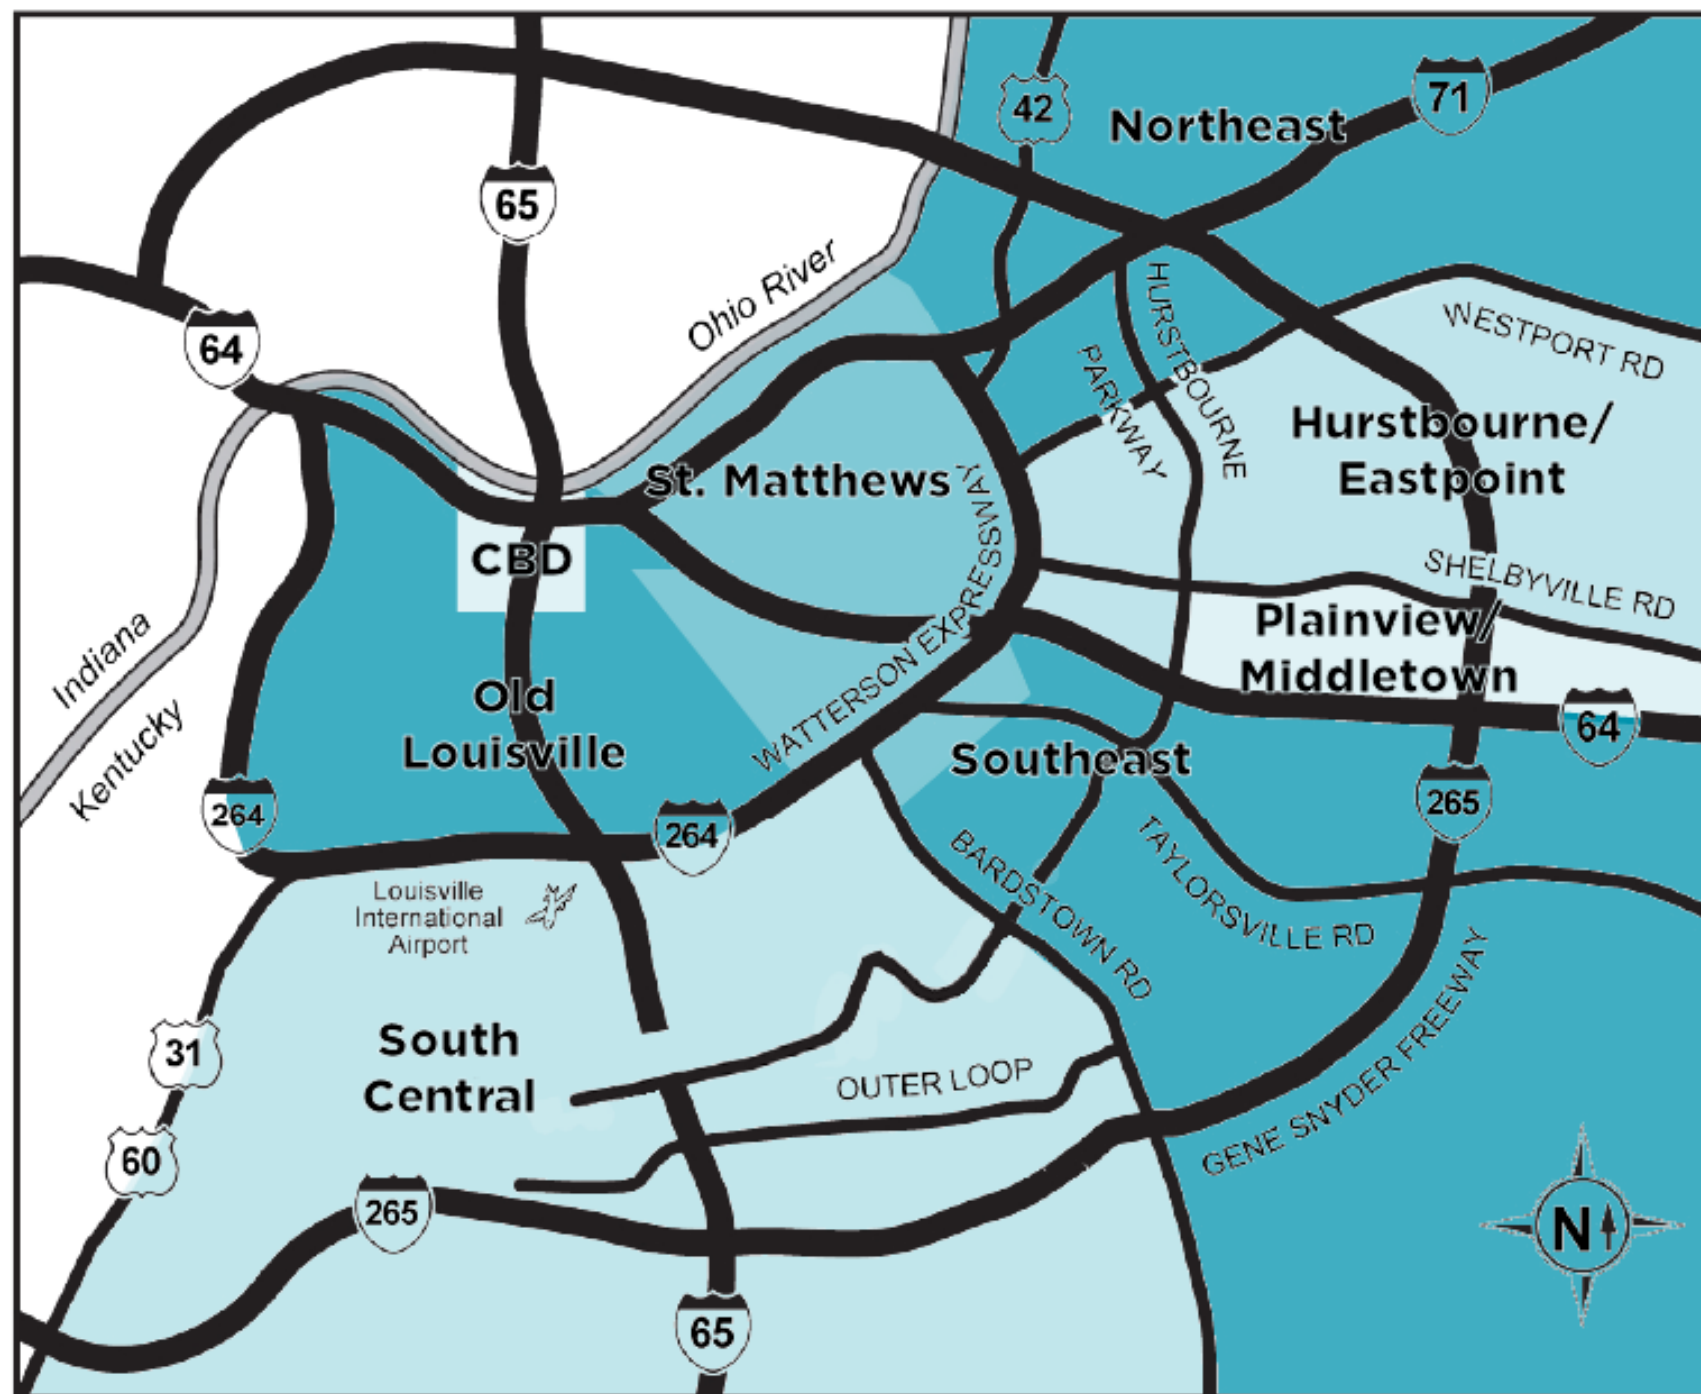 42
71
Northeast
65
Ohio River
HURSTBOURNE
PARKWAY
WESTPORT RD
64
Hurstbourne/
Eastpoint
St. Matthews
WATTERSON EXPRESSWAY
CBD
SHELBYVILLE RD
Plainview/
Middletown
Indiana
Kentucky
Old
Louisville
64
Southeast
265
264
264
BARDSTOWN RD
TAYLORSVILLE RD
Louisville
International
Airport
GENE SNYDER FREEWAY
31
South
Central
OUTER LOOP
60
265
N
65